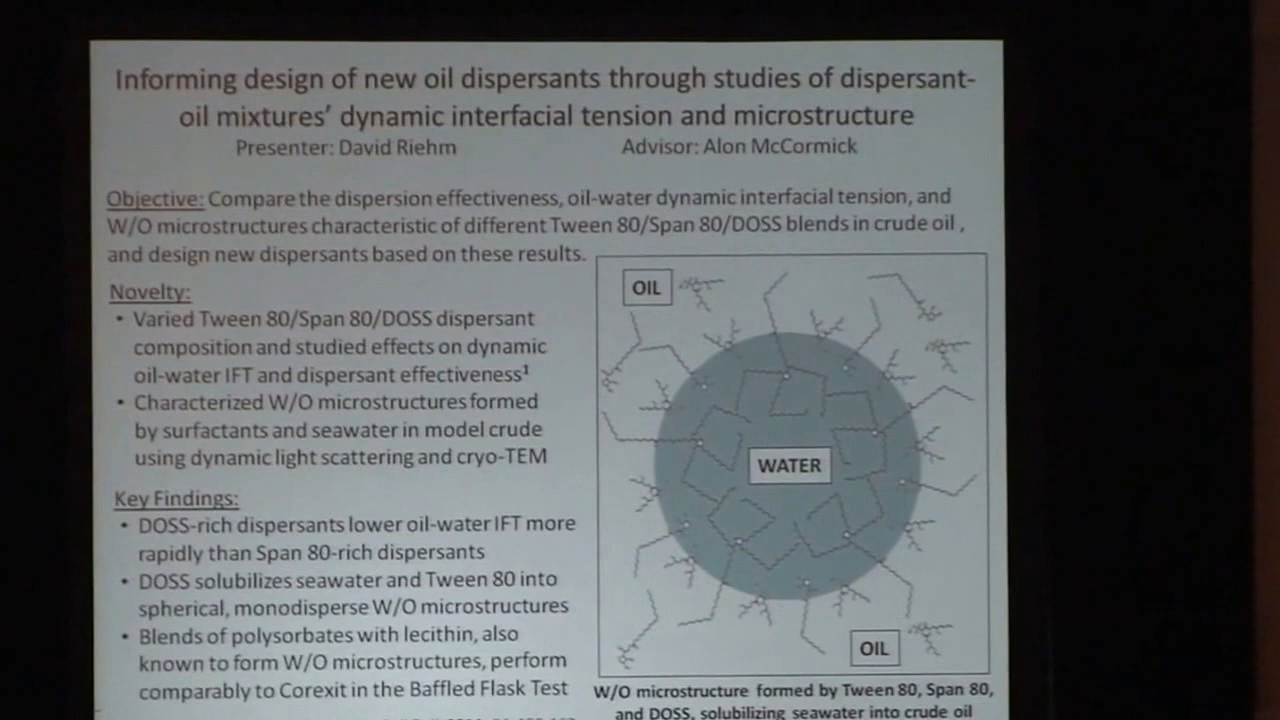 Informing design of new oil dispersants through studies of dispersant-
oil mixtures' dynamic interfacial tension and microstructure
Presenter: David Riehm
Advisor: Alon McCormick
Objective: Compare the dispersion effectiveness, oil-water dynamic interfacial tension, and
W/O microstructures characteristic of different Tween 80/Span 80/DOSS blends in crude oil ,
and design new dispersants based on these results.
Novelty:
• Varied Tween 80/Span 80/DOSS dispersant
composition and studied effects on dynamic
oil-water IFT and dispersant effectiveness¹
• Characterized W/O microstructures formed
by surfactants and seawater in model crude
using dynamic light scattering and cryo-TEM
Key Findings:
• DOSS-rich dispersants lower oil-water IFT more
rapidly than Span 80-rich dispersants
• DOSS solubilizes seawater and Tween 80 into
spherical, monodisperse W/O microstructures
• Blends of polysorbates with lecithin, also
known to form W/O microstructures, perform
comparably to Corexit in the Baffled Flask Test
OIL
WATER
OIL
W/O microstructure formed by Tween 80, Span 80,
and DOSS, solubilizing seawater into crude oil